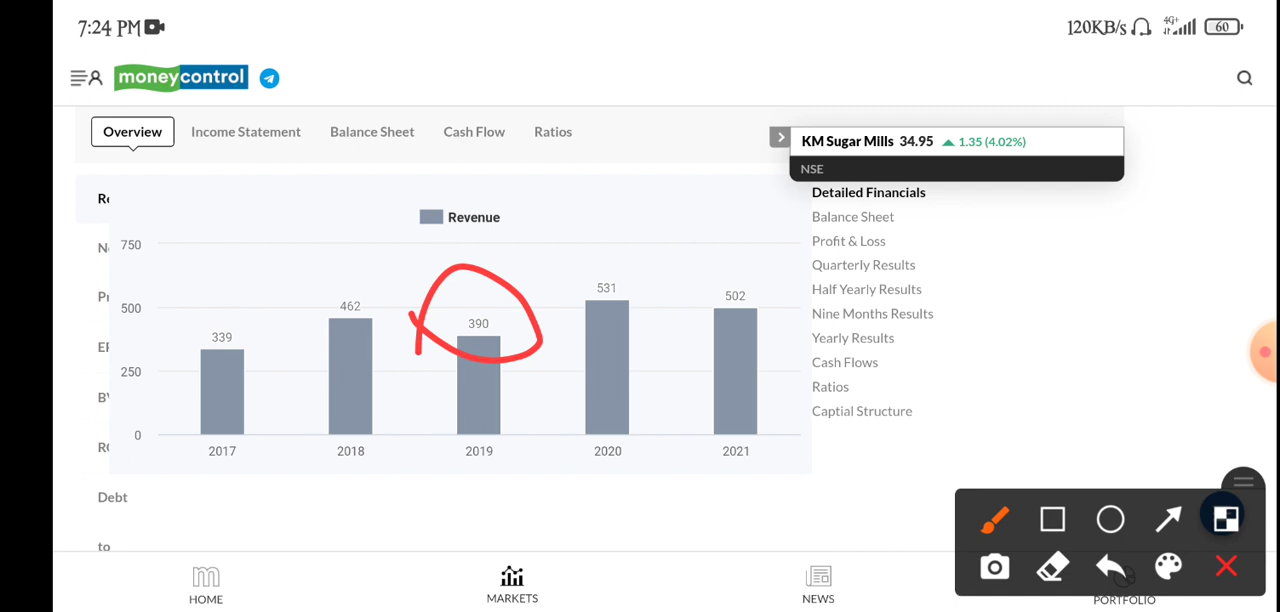 7:24 PM
120KB/s 4G+ 60
moneycontrol
Overview Income Statement Balance Sheet Cash Flow Ratios
KM Sugar Mills 34.95 1.35 (4.02%)
NSE
Revenue
750
500
250
0
339
462
390
531
502
2017 2018 2019 2020 2021
Debt
to
Detailed Financials
Balance Sheet
Profit & Loss
Quarterly Results
Half Yearly Results
Nine Months Results
Yearly Results
Cash Flows
Ratios
Captial Structure
HOME MARKETS NEWS PORTFOLIO